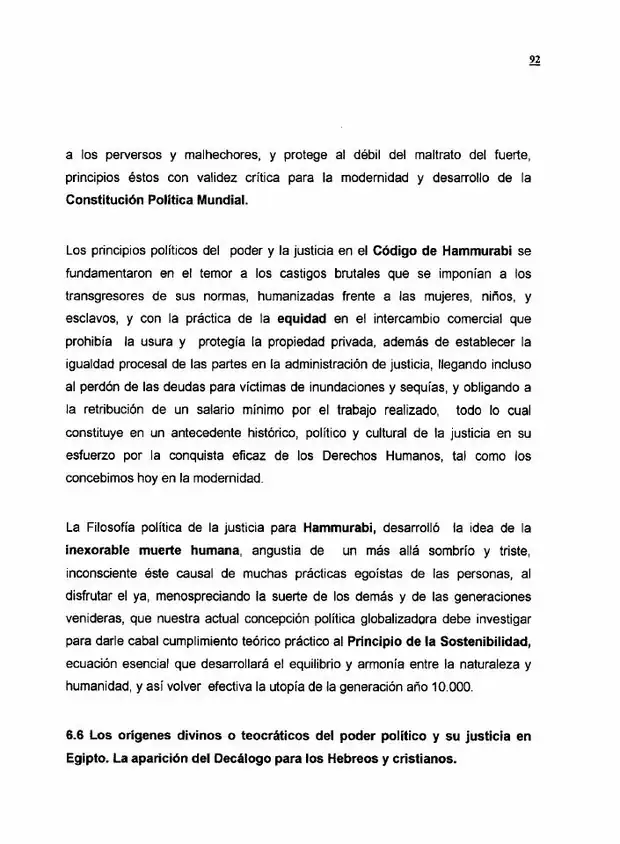 92
a los perversos y malhechores, y protege al débil del maltrato del fuerte,
principios éstos con validez crítica para la modernidad y desarrollo de la
Constitución Política Mundial.
Los principios políticos del poder y la justicia en el Código de Hammurabi se
fundamentaron en el temor a los castigos brutales que se imponían a los
transgresores de sus normas, humanizadas frente a las mujeres, niños, y
esclavos, y con la práctica de la equidad en el intercambio comercial que
prohibía la usura y protegía la propiedad privada, además de establecer la
igualdad procesal de las partes en la administración de justicia, llegando incluso
al perdón de las deudas para víctimas de inundaciones y sequías, y obligando a
la retribución de un salario mínimo por el trabajo realizado, todo lo cual
constituye en un antecedente histórico, político y cultural de la justicia en su
esfuerzo por la conquista eficaz de los Derechos Humanos, tal como los
concebimos hoy en la modernidad.
La Filosofía política de la justicia para Hammurabi, desarrolló la idea de la
inexorable muerte humana, angustia de un más allá sombrío y triste,
inconsciente éste causal de muchas prácticas egoístas de las personas, al
disfrutar el ya, menospreciando la suerte de los demás y de las generaciones
venideras, que nuestra actual concepción política globalizadora debe investigar
para darle cabal cumplimiento teórico práctico al Principio de la Sostenibilidad,
ecuación esencial que desarrollará el equilibrio y armonía entre la naturaleza y
humanidad, y así volver efectiva la utopía de la generación año 10.000.
6.6 Los orígenes divinos o teocráticos del poder político y su justicia en
Egipto. La aparición del Decálogo para los Hebreos y cristianos.